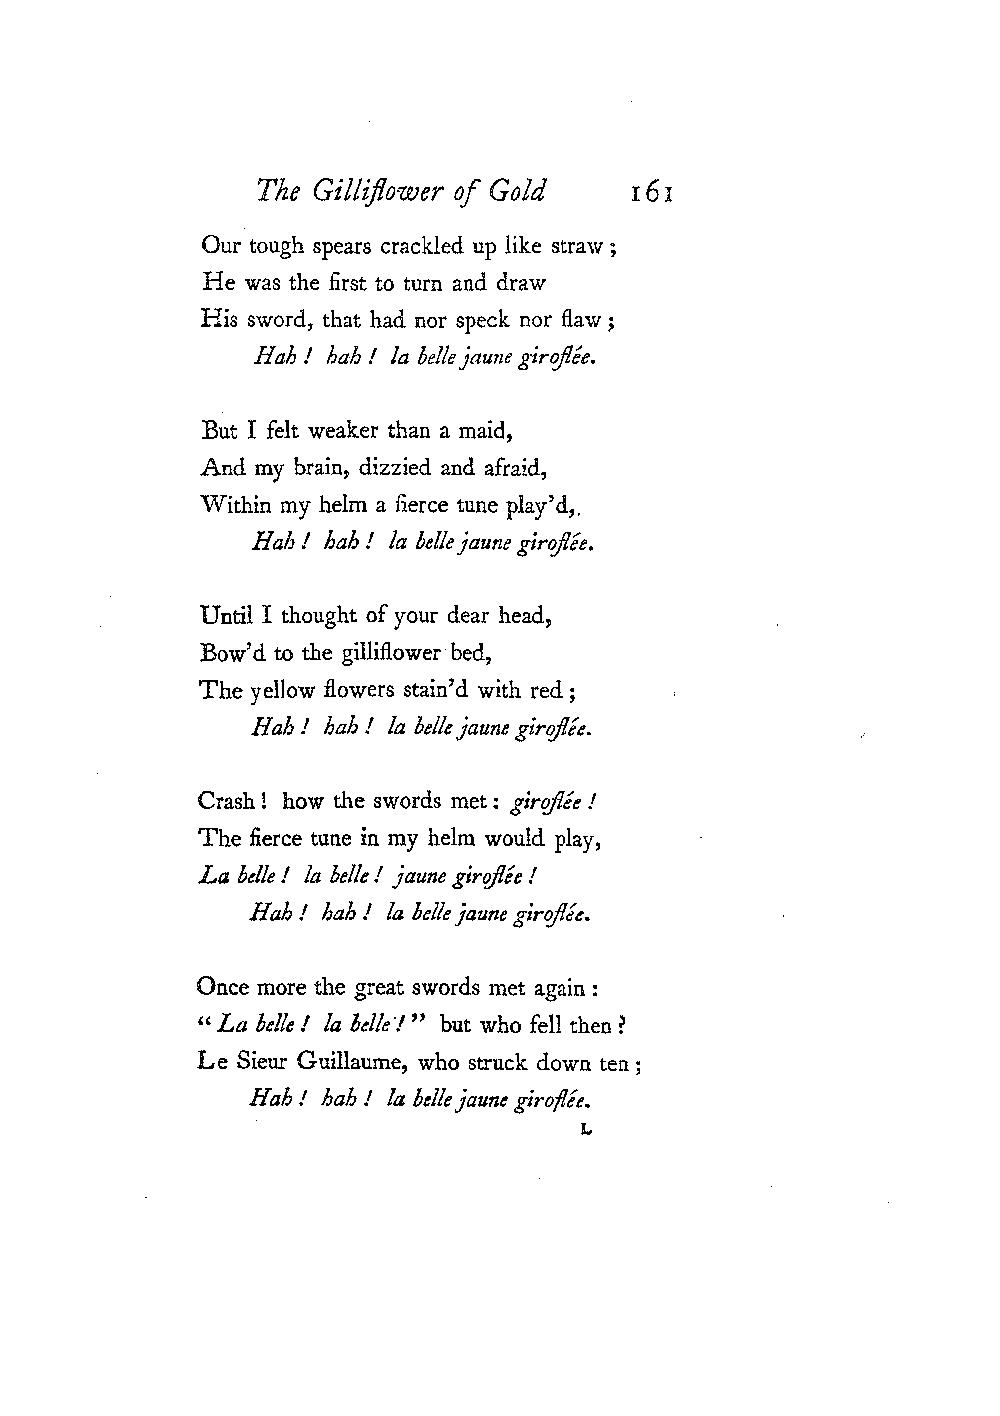 The Gilliflower of Gold 161
Our tough spears crackled up like straw ;
He was the first to turn and draw
His sword, that had nor speck nor flaw ;
Hah ! hah ! la belle jaune giroflée.
But I felt weaker than a maid,
And my brain, dizzied and afraid,
Within my helm a fierce tune play'd,.
Hah ! hah ! la belle jaune giroflée.
Until I thought of your dear head,
Bow'd to the gilliflower bed,
The yellow flowers stain'd with red ;
Hah ! hah ! la belle jaune giroflée.
Crash ! how the swords met : giroflée !
The fierce tune in my helm would play,
La belle ! la belle ! jaune giroflée !
Hah ! hah ! la belle jaune giroflée.
Once more the great swords met again :
“ La belle ! la belle ! ” but who fell then ?
Le Sieur Guillaume, who struck down ten ;
Hah ! hah ! la belle jaune giroflée.
L